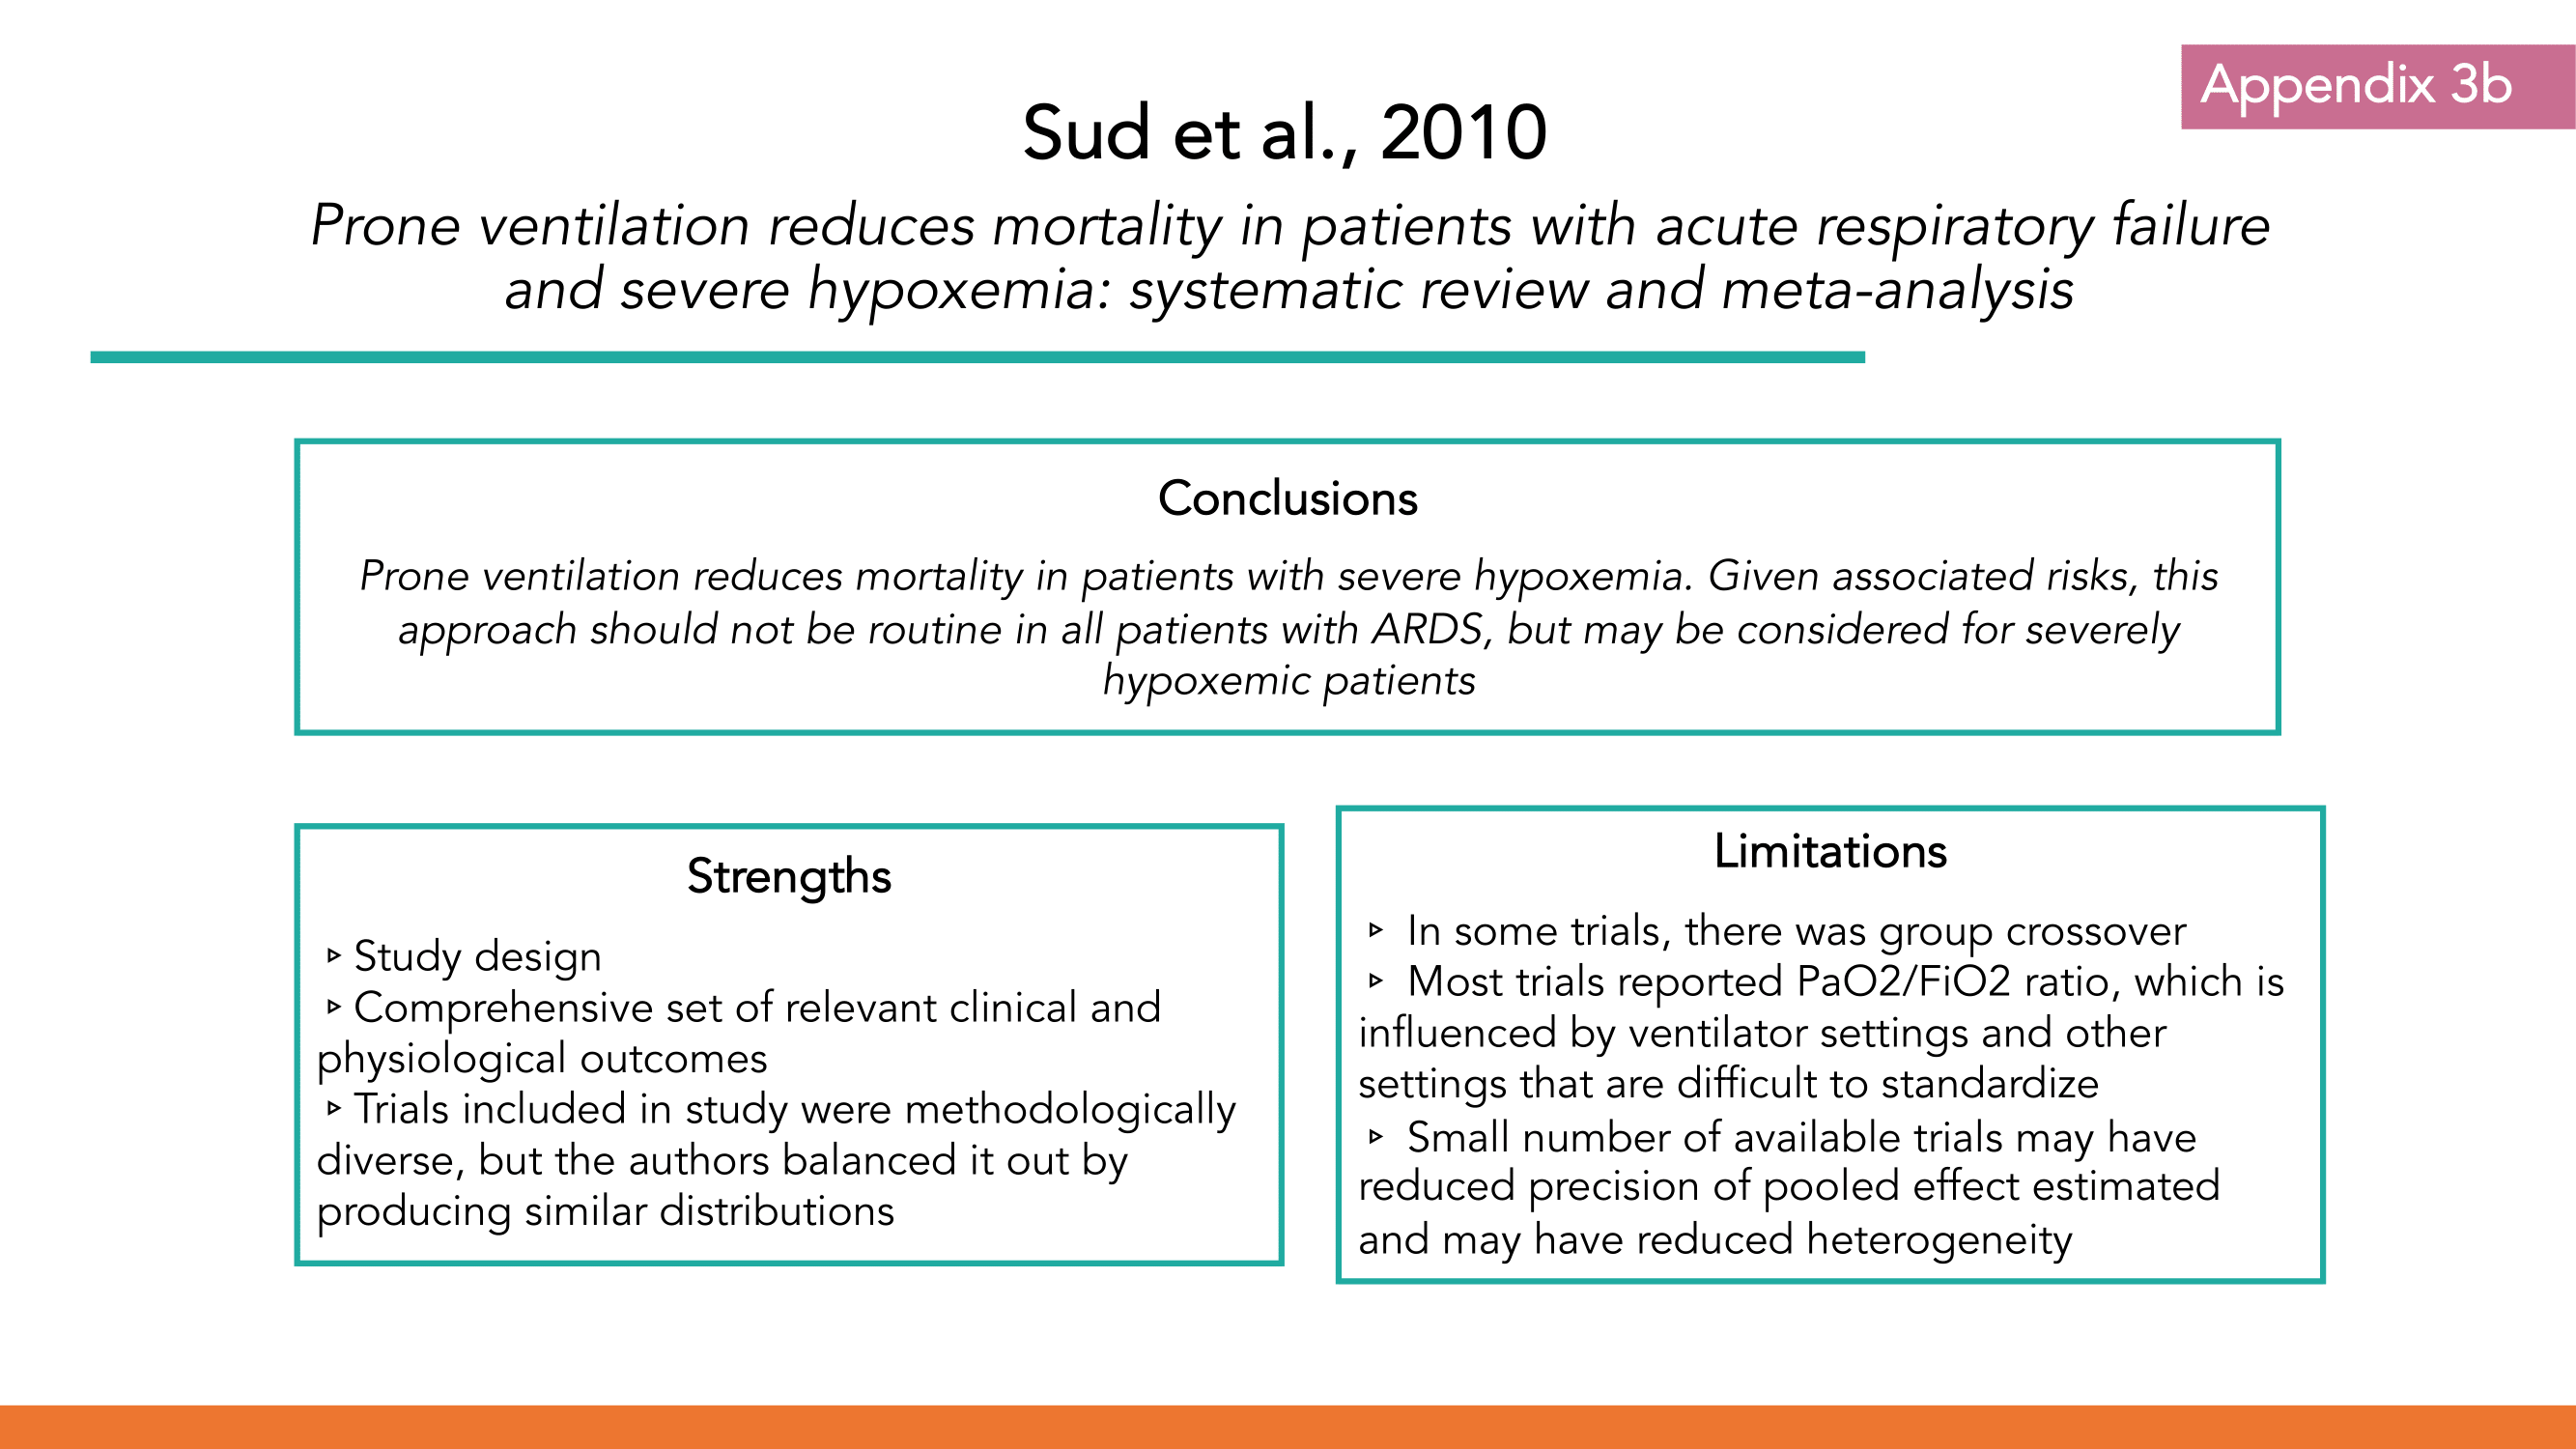 Appendix 3b
Sud et al., 2010
Prone ventilation reduces mortality in patients with acute respiratory failure
and severe hypoxemia: systematic review and meta-analysis
Conclusions
Prone ventilation reduces mortality in patients with severe hypoxemia. Given associated risks, this
approach should not be routine in all patients with ARDS, but may be considered for severely
hypoxemic patients
Strengths
▹Study design
▹Comprehensive set of relevant clinical and
physiological outcomes
▹Trials included in study were methodologically
diverse, but the authors balanced it out by
producing similar distributions
Limitations
▹ In some trials, there was group crossover
▹ Most trials reported PaO2/FiO2 ratio, which is
influenced by ventilator settings and other
settings that are difficult to standardize
▹ Small number of available trials may have
reduced precision of pooled effect estimated
and may have reduced heterogeneity